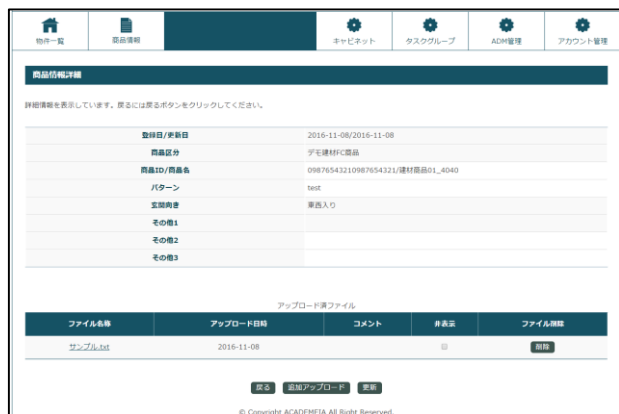 物件一覧 商品情報 キャビネット タスクグループ ADM管理 アカウント管理
商品情報詳細
詳細情報を表示しています。戻るには戻るボタンをクリックしてください。
登録日/更新日 2016-11-08/2016-11-08
商品区分 デモ建材FC商品
商品ID/商品名 09876543210987654321/建材商品01_4040
パターン test
玄関向き 東西入り
その他1
その他2
その他3
アップロード済ファイル
ファイル名称 アップロード日時 コメント 非表示 ファイル削除
サンプル.txt 2016-11-08 削除
戻る 追加アップロード 更新
© Copyright ACADEMEIA All Right Reserved.